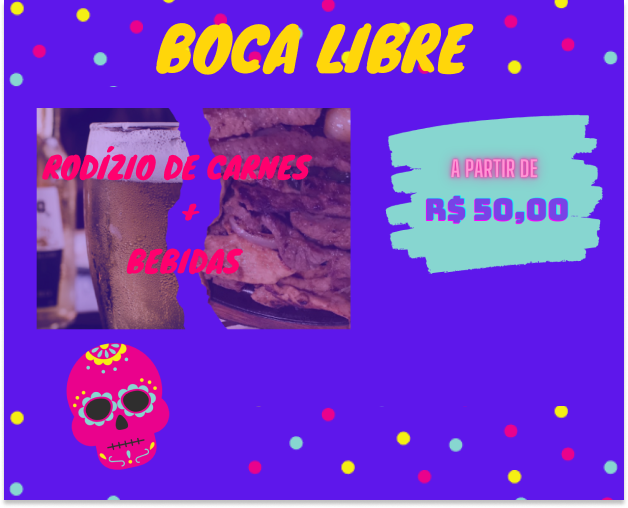 BOCA LIBRE
RODÍZIO DE CARNES
+
BEBIDAS
A PARTIR DE
R$ 50,00